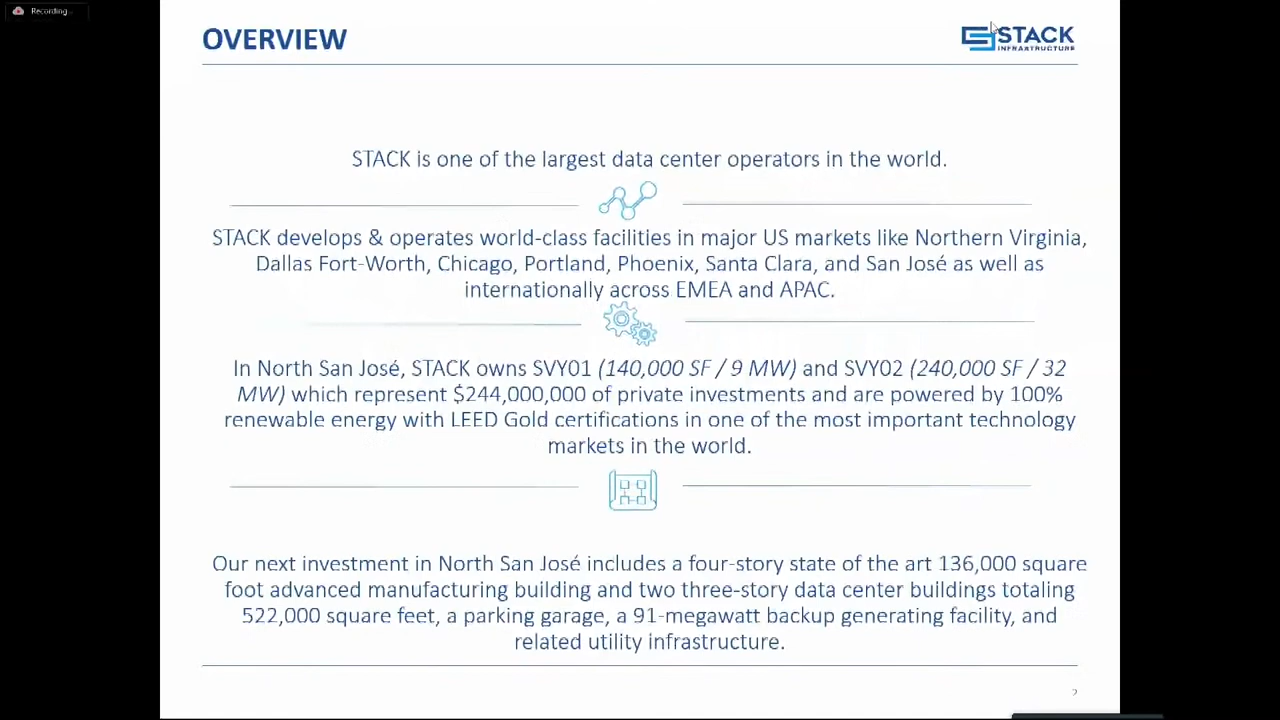 Recording...
OVERVIEW
STACK
INFRASTRUCTURE
STACK is one of the largest data center operators in the world.
STACK develops & operates world-class facilities in major US markets like Northern Virginia,
Dallas Fort-Worth, Chicago, Portland, Phoenix, Santa Clara, and San José as well as
internationally across EMEA and APAC.
In North San José, STACK owns SVY01 (140,000 SF / 9 MW) and SVY02 (240,000 SF / 32
MW) which represent $244,000,000 of private investments and are powered by 100%
renewable energy with LEED Gold certifications in one of the most important technology
markets in the world.
Our next investment in North San José includes a four-story state of the art 136,000 square
foot advanced manufacturing building and two three-story data center buildings totaling
522,000 square feet, a parking garage, a 91-megawatt backup generating facility, and
related utility infrastructure.
2